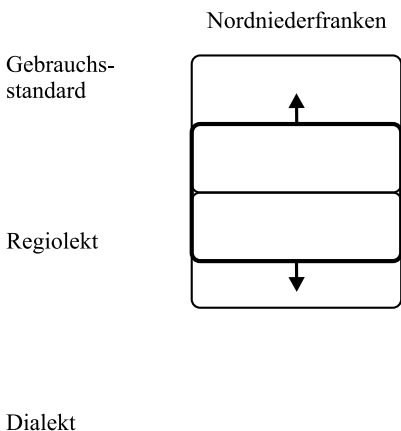 Nordniederfranken
Gebrauchs-
standard
Regiolekt
Dialekt